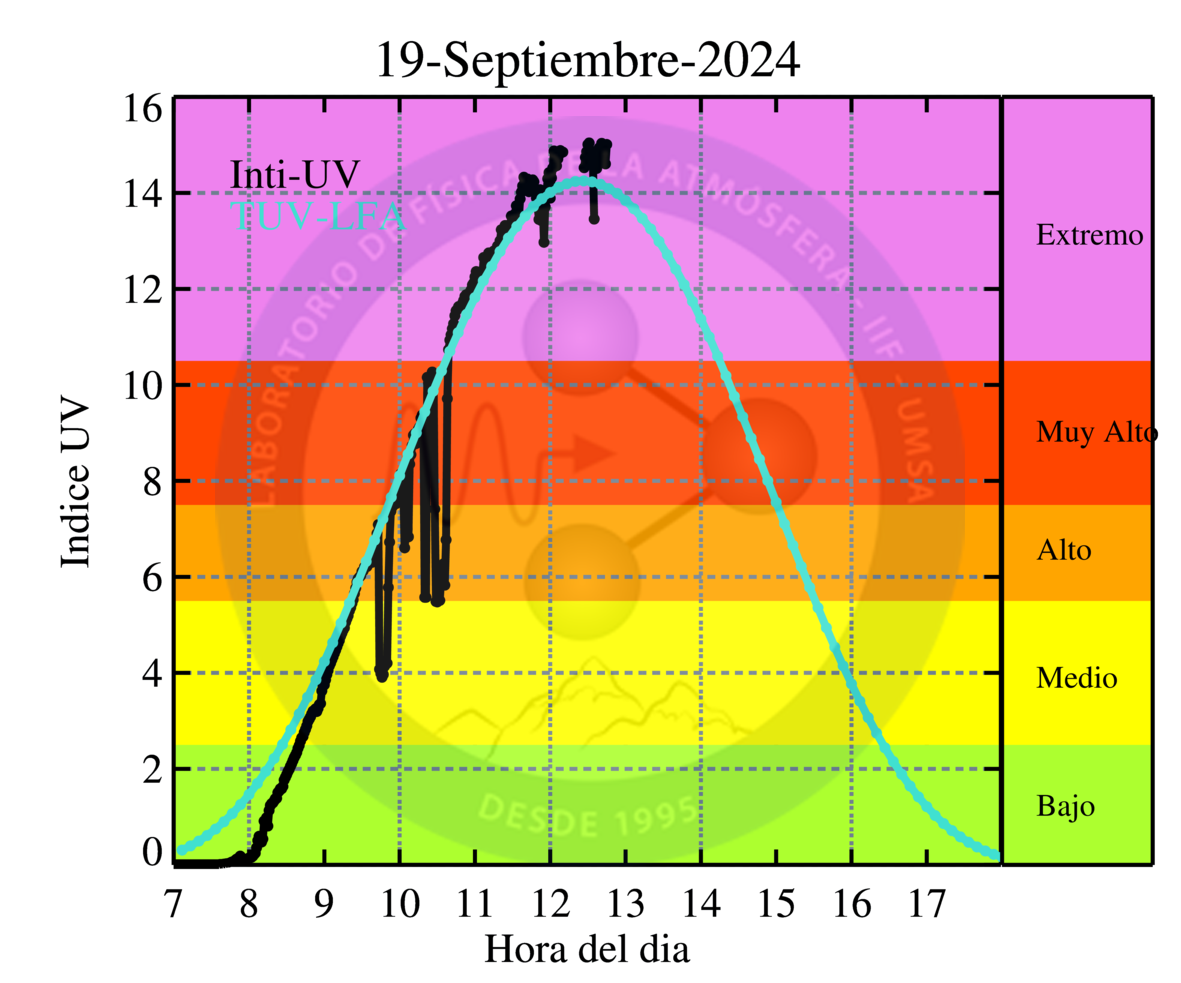 19-Septiembre-2024
16
14
12
10
8
6
4
2
0
Indice UV
Inti-UV
TUV-LFA
LABORATORIO DE FÍSICA DE LA ATMÓSFERA - IIF - UMSA
DESDE 1995
Extremo
Muy Alto
Alto
Medio
Bajo
7 8 9 10 11 12 13 14 15 16 17
Hora del dia